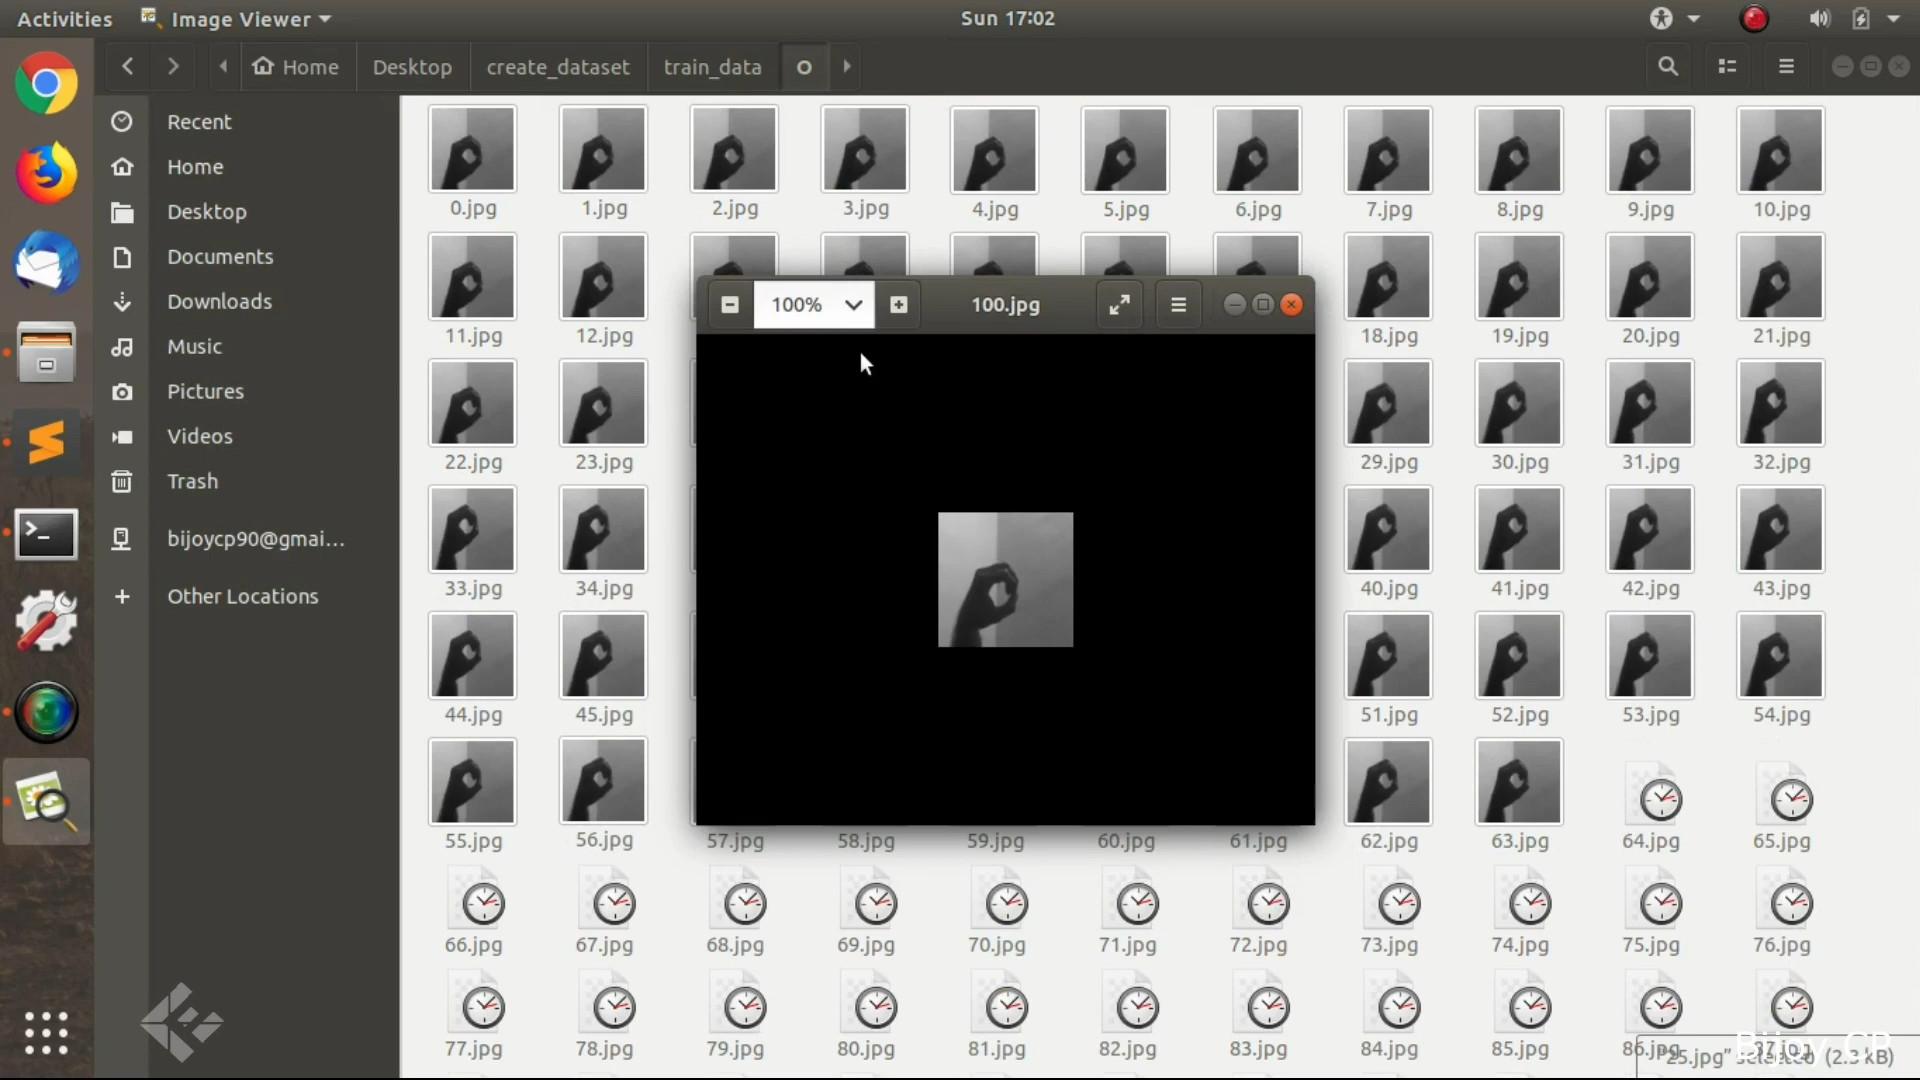 Activities Image Viewer Sun 17:02
Home Desktop create_dataset train_data O
Recent
Home
Desktop
Documents
Downloads
Music
Pictures
Videos
Trash
bijoycp90@gmai...
Other Locations
0.jpg 1.jpg 2.jpg 3.jpg 4.jpg 5.jpg 6.jpg 7.jpg 8.jpg 9.jpg 10.jpg
100% 100.jpg
11.jpg 12.jpg 18.jpg 19.jpg 20.jpg 21.jpg
22.jpg 23.jpg 29.jpg 30.jpg 31.jpg 32.jpg
33.jpg 34.jpg 40.jpg 41.jpg 42.jpg 43.jpg
44.jpg 45.jpg 51.jpg 52.jpg 53.jpg 54.jpg
55.jpg 56.jpg 57.jpg 58.jpg 59.jpg 60.jpg 61.jpg 62.jpg 63.jpg 64.jpg 65.jpg
66.jpg 67.jpg 68.jpg 69.jpg 70.jpg 71.jpg 72.jpg 73.jpg 74.jpg 75.jpg 76.jpg
77.jpg 78.jpg 79.jpg 80.jpg 81.jpg 82.jpg 83.jpg 84.jpg 85.jpg 86.jpg
"25.jpg" selected (2.3 kB)
Bijoy CP